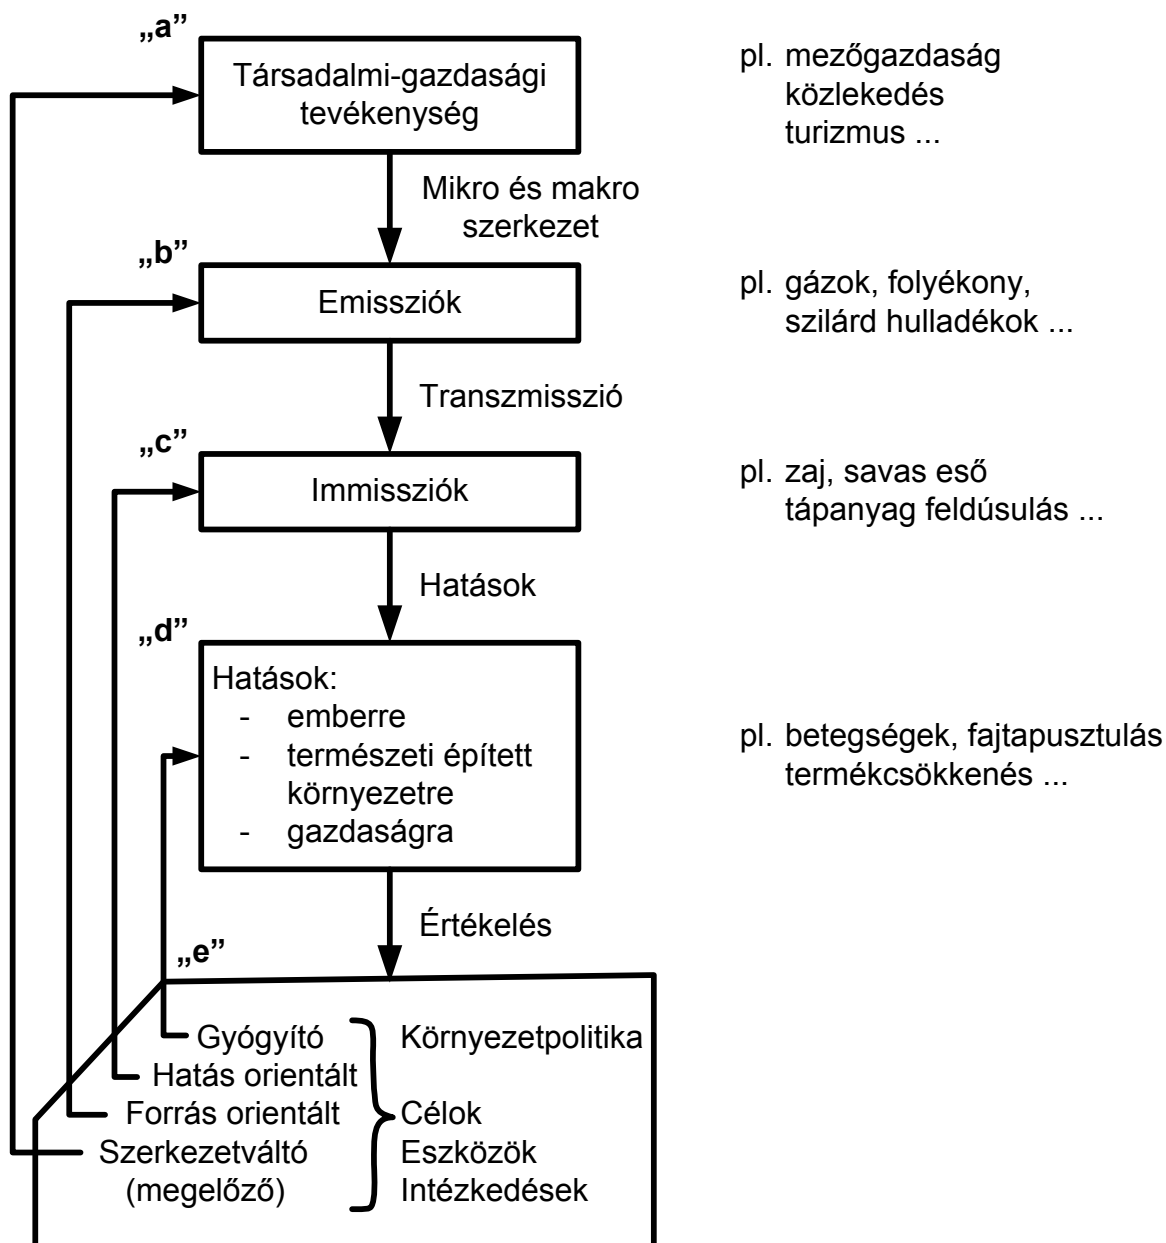 „a”
Társadalmi-gazdasági
tevékenység
pl. mezőgazdaság
közlekedés
turizmus ...
Mikro és makro
szerkezet
„b”
Emissziók
pl. gázok, folyékony,
szilárd hulladékok ...
Transzmisszió
„c”
Immissziók
pl. zaj, savas eső
tápanyag feldúsulás ...
Hatások
„d”
Hatások:
- emberre
- természeti épített
környezetre
- gazdaságra
pl. betegségek, fajtapusztulás
termékcsökkenés ...
Értékelés
„e”
Gyógyító
Hatás orientált
Forrás orientált
Szerkezetváltó
(megelőző)
Környezetpolitika
Célok
Eszközök
Intézkedések